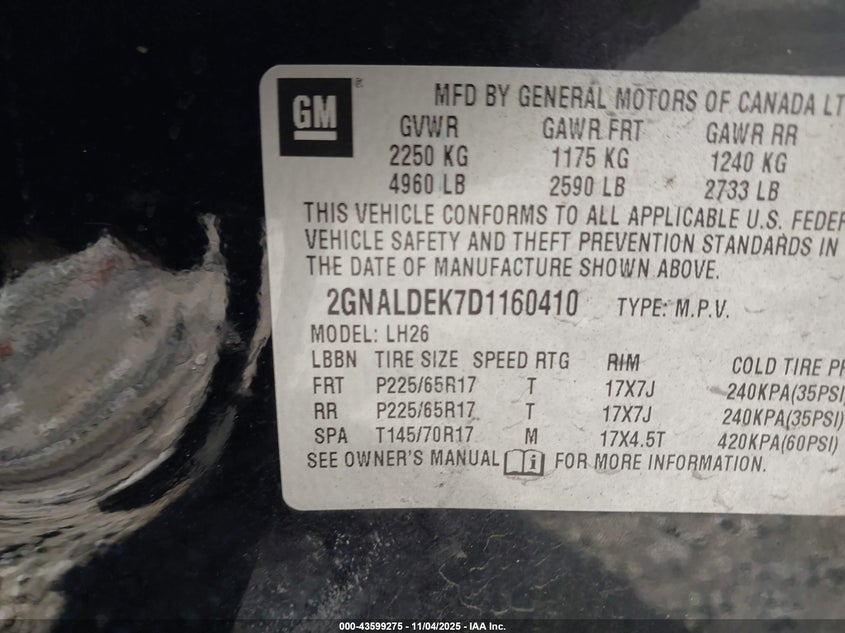 GM
MFD BY GENERAL MOTORS OF CANADA LT
GVWR GAWR FRT GAWR RR
2250 KG 1175 KG 1240 KG
4960 LB 2590 LB 2733 LB
THIS VEHICLE CONFORMS TO ALL APPLICABLE U.S. FEDER
VEHICLE SAFETY AND THEFT PREVENTION STANDARDS IN
THE DATE OF MANUFACTURE SHOWN ABOVE.
2GNALDEK7D1160410 TYPE: M.P.V.
MODEL: LH26
LBBN TIRE SIZE SPEED RTG RIM COLD TIRE PR
FRT P225/65R17 T 17X7J 240KPA(35PSI)
RR P225/65R17 T 17X7J 240KPA(35PSI)
SPA T145/70R17 M 17X4.5T 420KPA(60PSI)
SEE OWNER'S MANUAL i FOR MORE INFORMATION.
000-43599275 - 11/04/2025 - IAA Inc.